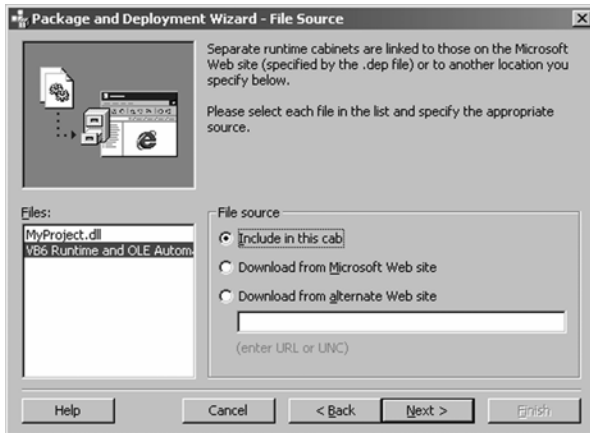 Package and Deployment Wizard - File Source
Separate runtime cabinets are linked to those on the Microsoft
Web site (specified by the .dep file) or to another location you
specify below.
Please select each file in the list and specify the appropriate
source.
Files:
MyProject.dll
VB6 Runtime and OLE Autom
File source
Include in this cab
Download from Microsoft Web site
Download from alternate Web site
(enter URL or UNC)
Help
Cancel
< Back
Next >
Finish